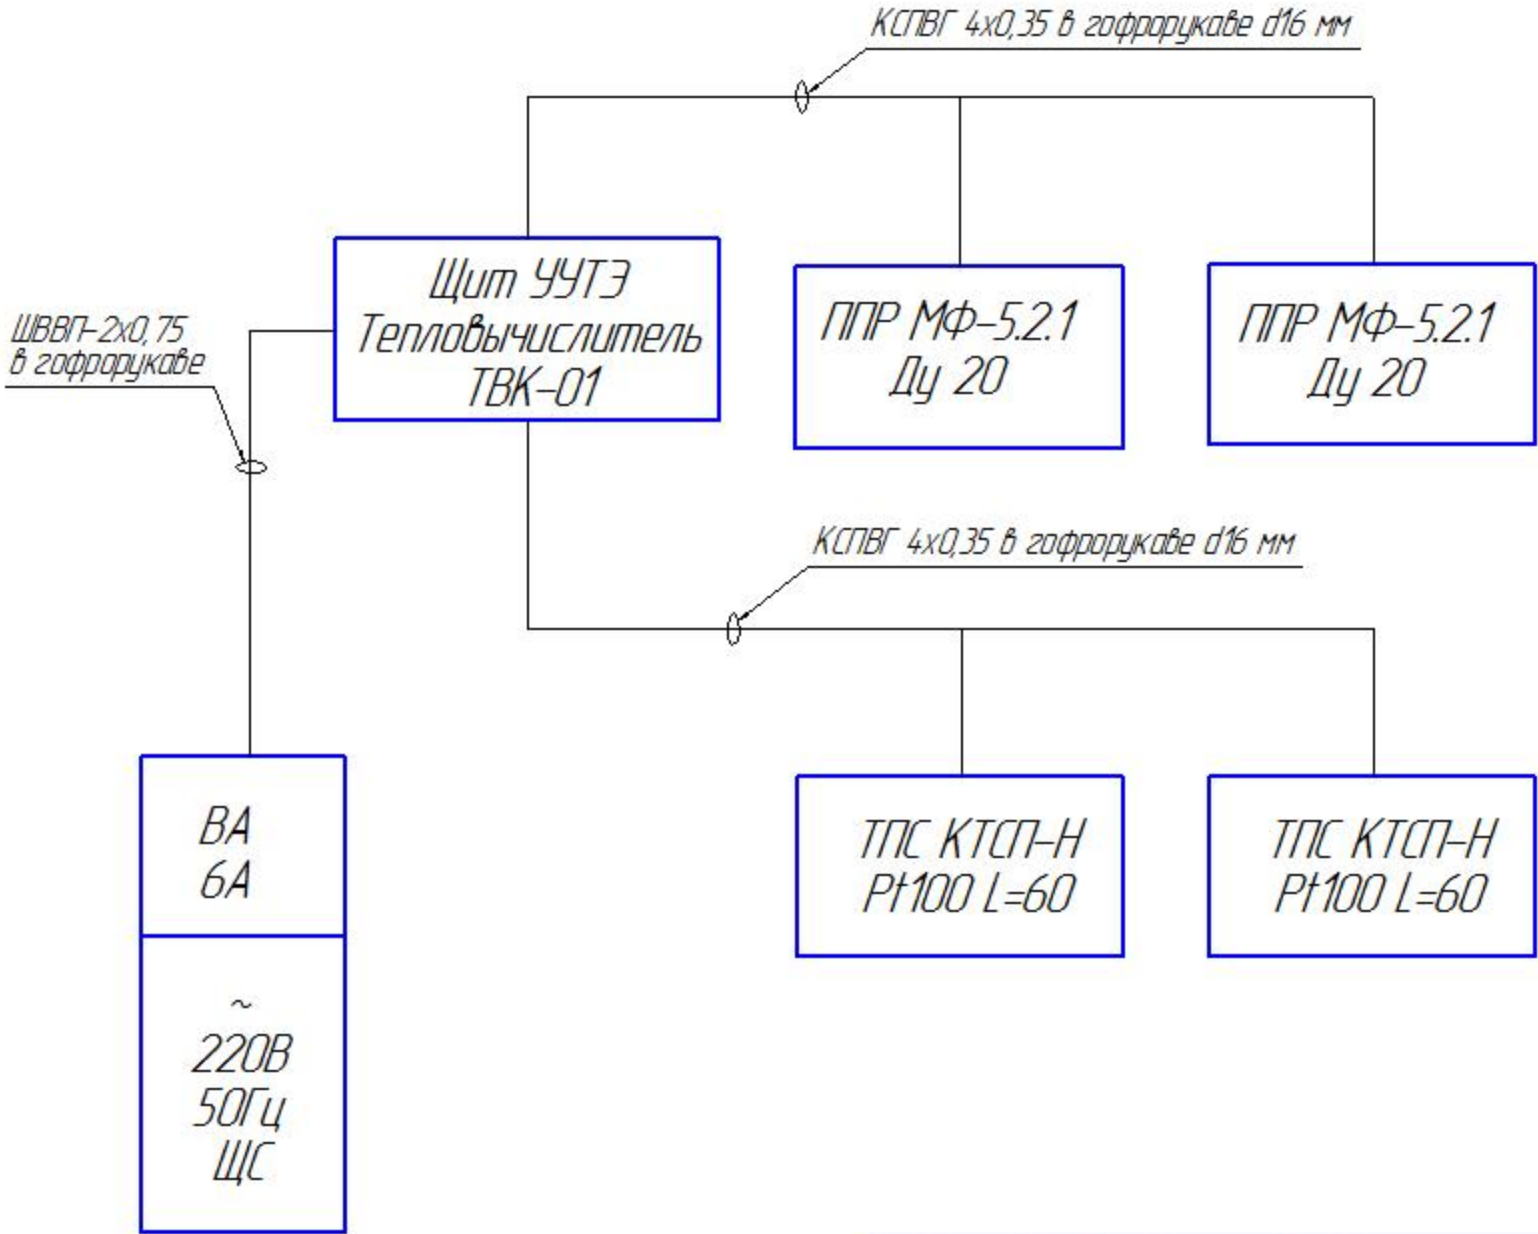 КСПВГ 4х0,35 в гофрорукаве d16 мм
Щит УУТЭ
Тепловычислитель
ТВК-01
ППР МФ-5.2.1
Ду 20
ППР МФ-5.2.1
Ду 20
ШВВП-2х0,75
в гофрорукаве
КСПВГ 4х0,35 в гофрорукаве d16 мм
ВА
6А
~
220В
50Гц
ЩС
ТПС КТСП-Н
Pt100 L=60
ТПС КТСП-Н
Pt100 L=60